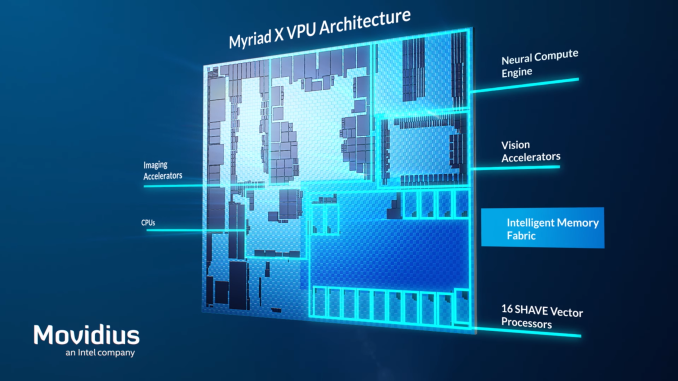 Myriad X VPU Architecture
Neural Compute
Engine
Imaging
Accelerators
Vision
Accelerators
CPUs
Intelligent Memory
Fabric
16 SHAVE Vector
Processors
Movidius
an Intel company